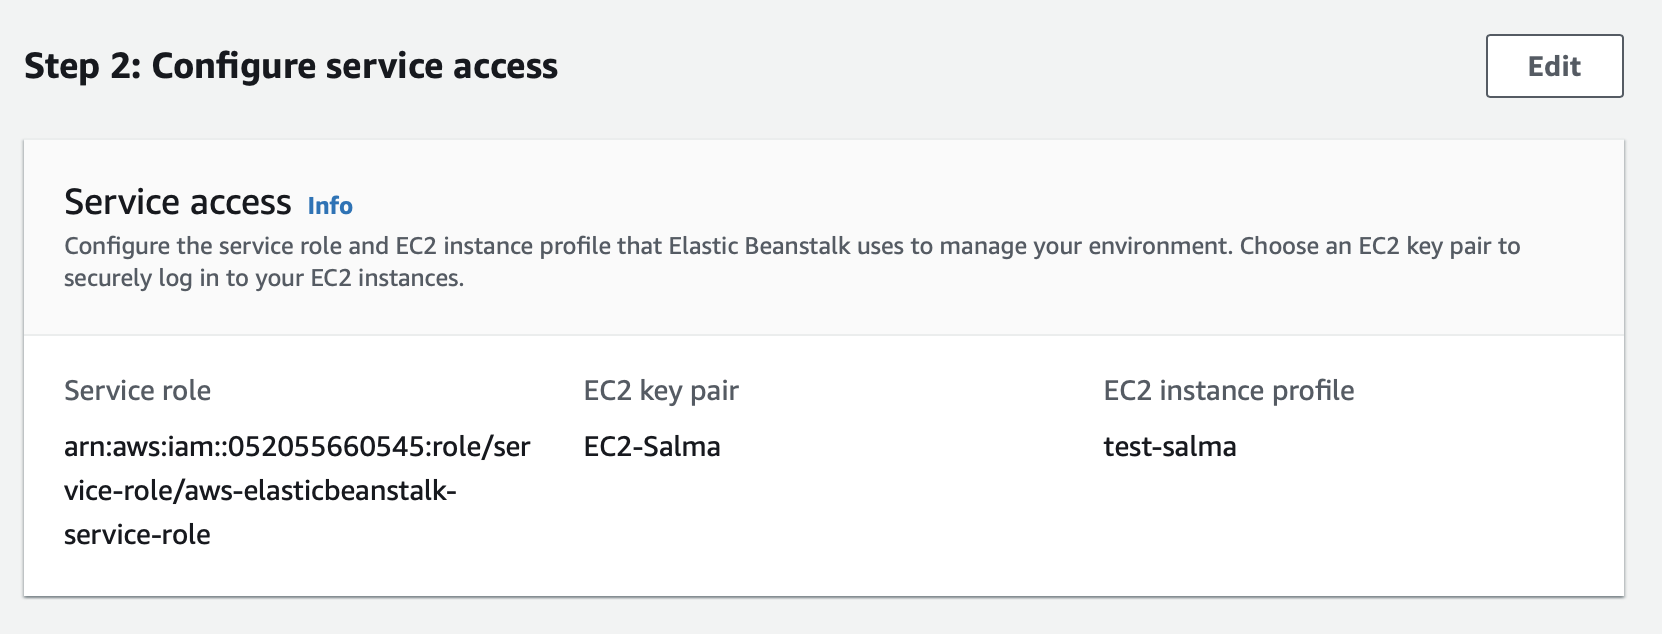 Step 2: Configure service access
Edit
Service access Info
Configure the service role and EC2 instance profile that Elastic Beanstalk uses to manage your environment. Choose an EC2 key pair to
securely log in to your EC2 instances.
Service role
arn:aws:iam::052055660545:role/ser
vice-role/aws-elasticbeanstalk-
service-role
EC2 key pair
EC2-Salma
EC2 instance profile
test-salma